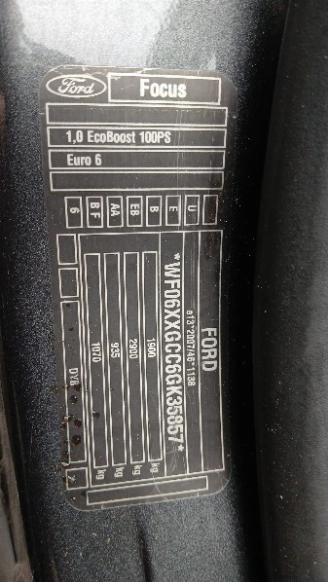 Ford
Focus
1,0 EcoBoost 100PS
Euro 6
6 BF AA EB B E U
FORD
e13*2007/46*1138
*WF06XXGCC6GK35857*
1900 kg
2900 kg
935 kg
1070 kg
DYB